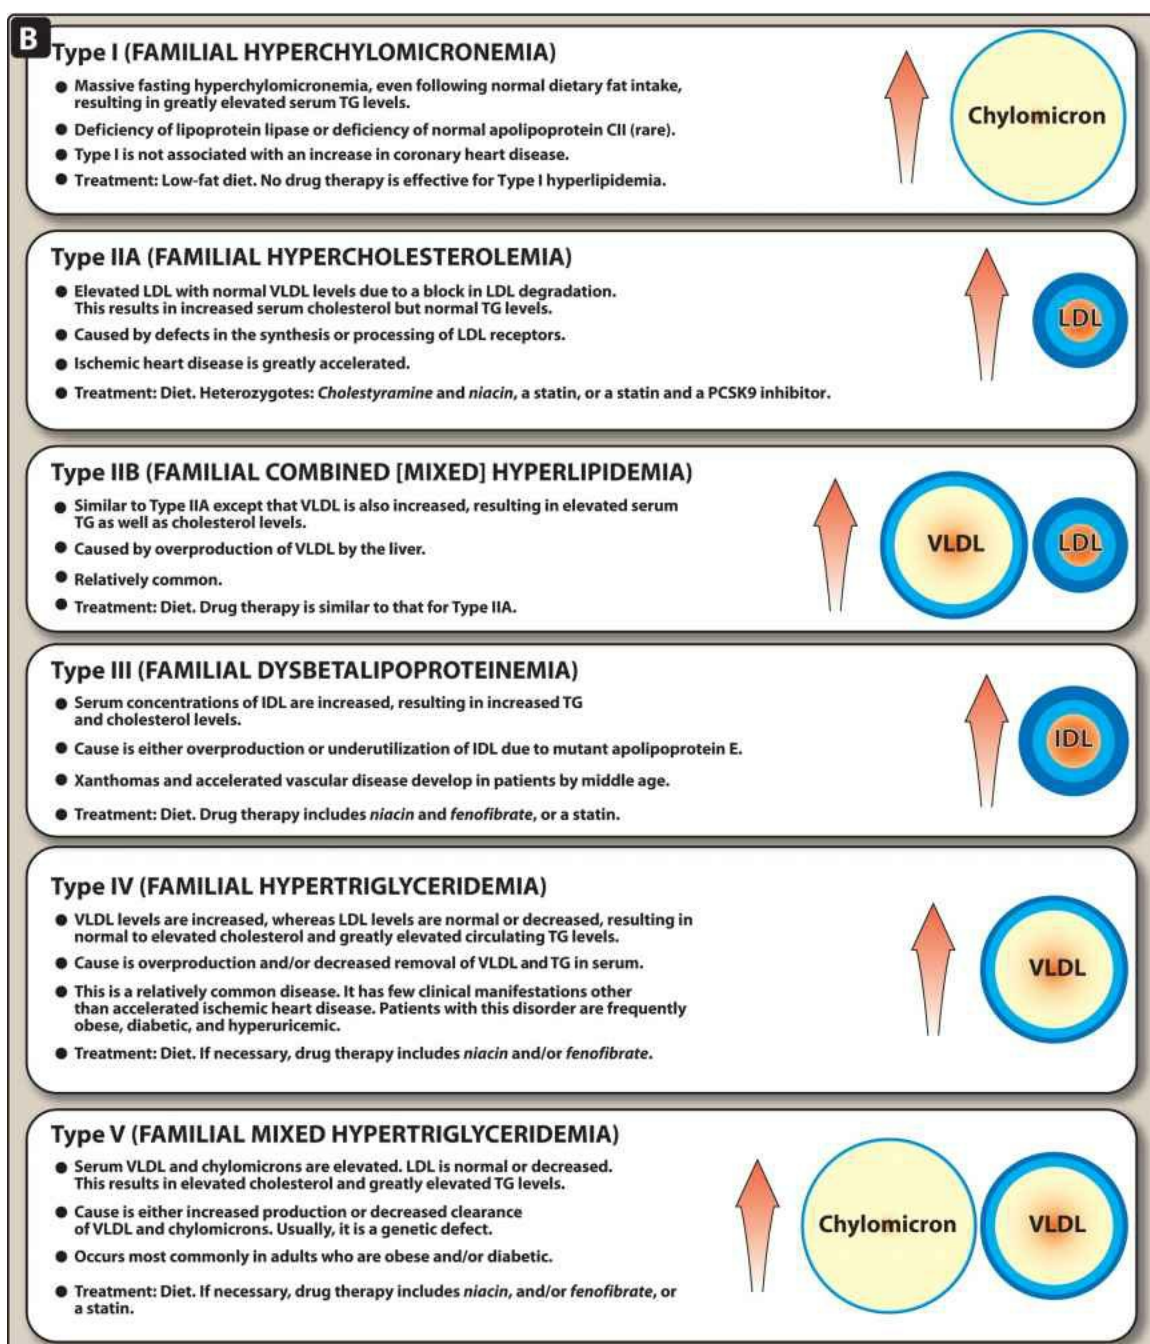 B
Type I (FAMILIAL HYPERCHYLOMICRONEMIA)
● Massive fasting hyperchylomicronemia, even following normal dietary fat intake,
resulting in greatly elevated serum TG levels.
● Deficiency of lipoprotein lipase or deficiency of normal apolipoprotein CII (rare).
● Type I is not associated with an increase in coronary heart disease.
● Treatment: Low-fat diet. No drug therapy is effective for Type I hyperlipidemia.
Chylomicron
Type IIA (FAMILIAL HYPERCHOLESTEROLEMIA)
● Elevated LDL with normal VLDL levels due to a block in LDL degradation.
This results in increased serum cholesterol but normal TG levels.
● Caused by defects in the synthesis or processing of LDL receptors.
● Ischemic heart disease is greatly accelerated.
● Treatment: Diet. Heterozygotes: Cholestyramine and niacin, a statin, or a statin and a PCSK9 inhibitor.
LDL
Type IIB (FAMILIAL COMBINED [MIXED] HYPERLIPIDEMIA)
● Similar to Type IIA except that VLDL is also increased, resulting in elevated serum
TG as well as cholesterol levels.
● Caused by overproduction of VLDL by the liver.
● Relatively common.
● Treatment: Diet. Drug therapy is similar to that for Type IIA.
VLDL LDL
Type III (FAMILIAL DYSBETALIPOPROTEINEMIA)
● Serum concentrations of IDL are increased, resulting in increased TG
and cholesterol levels.
● Cause is either overproduction or underutilization of IDL due to mutant apolipoprotein E.
● Xanthomas and accelerated vascular disease develop in patients by middle age.
● Treatment: Diet. Drug therapy includes niacin and fenofibrate, or a statin.
IDL
Type IV (FAMILIAL HYPERTRIGLYCERIDEMIA)
● VLDL levels are increased, whereas LDL levels are normal or decreased, resulting in
normal to elevated cholesterol and greatly elevated circulating TG levels.
● Cause is overproduction and/or decreased removal of VLDL and TG in serum.
● This is a relatively common disease. It has few clinical manifestations other
than accelerated ischemic heart disease. Patients with this disorder are frequently
obese, diabetic, and hyperuricemic.
● Treatment: Diet. If necessary, drug therapy includes niacin and/or fenofibrate.
VLDL
Type V (FAMILIAL MIXED HYPERTRIGLYCERIDEMIA)
● Serum VLDL and chylomicrons are elevated. LDL is normal or decreased.
This results in elevated cholesterol and greatly elevated TG levels.
● Cause is either increased production or decreased clearance
of VLDL and chylomicrons. Usually, it is a genetic defect.
● Occurs most commonly in adults who are obese and/or diabetic.
● Treatment: Diet. If necessary, drug therapy includes niacin, and/or fenofibrate, or
a statin.
Chylomicron VLDL